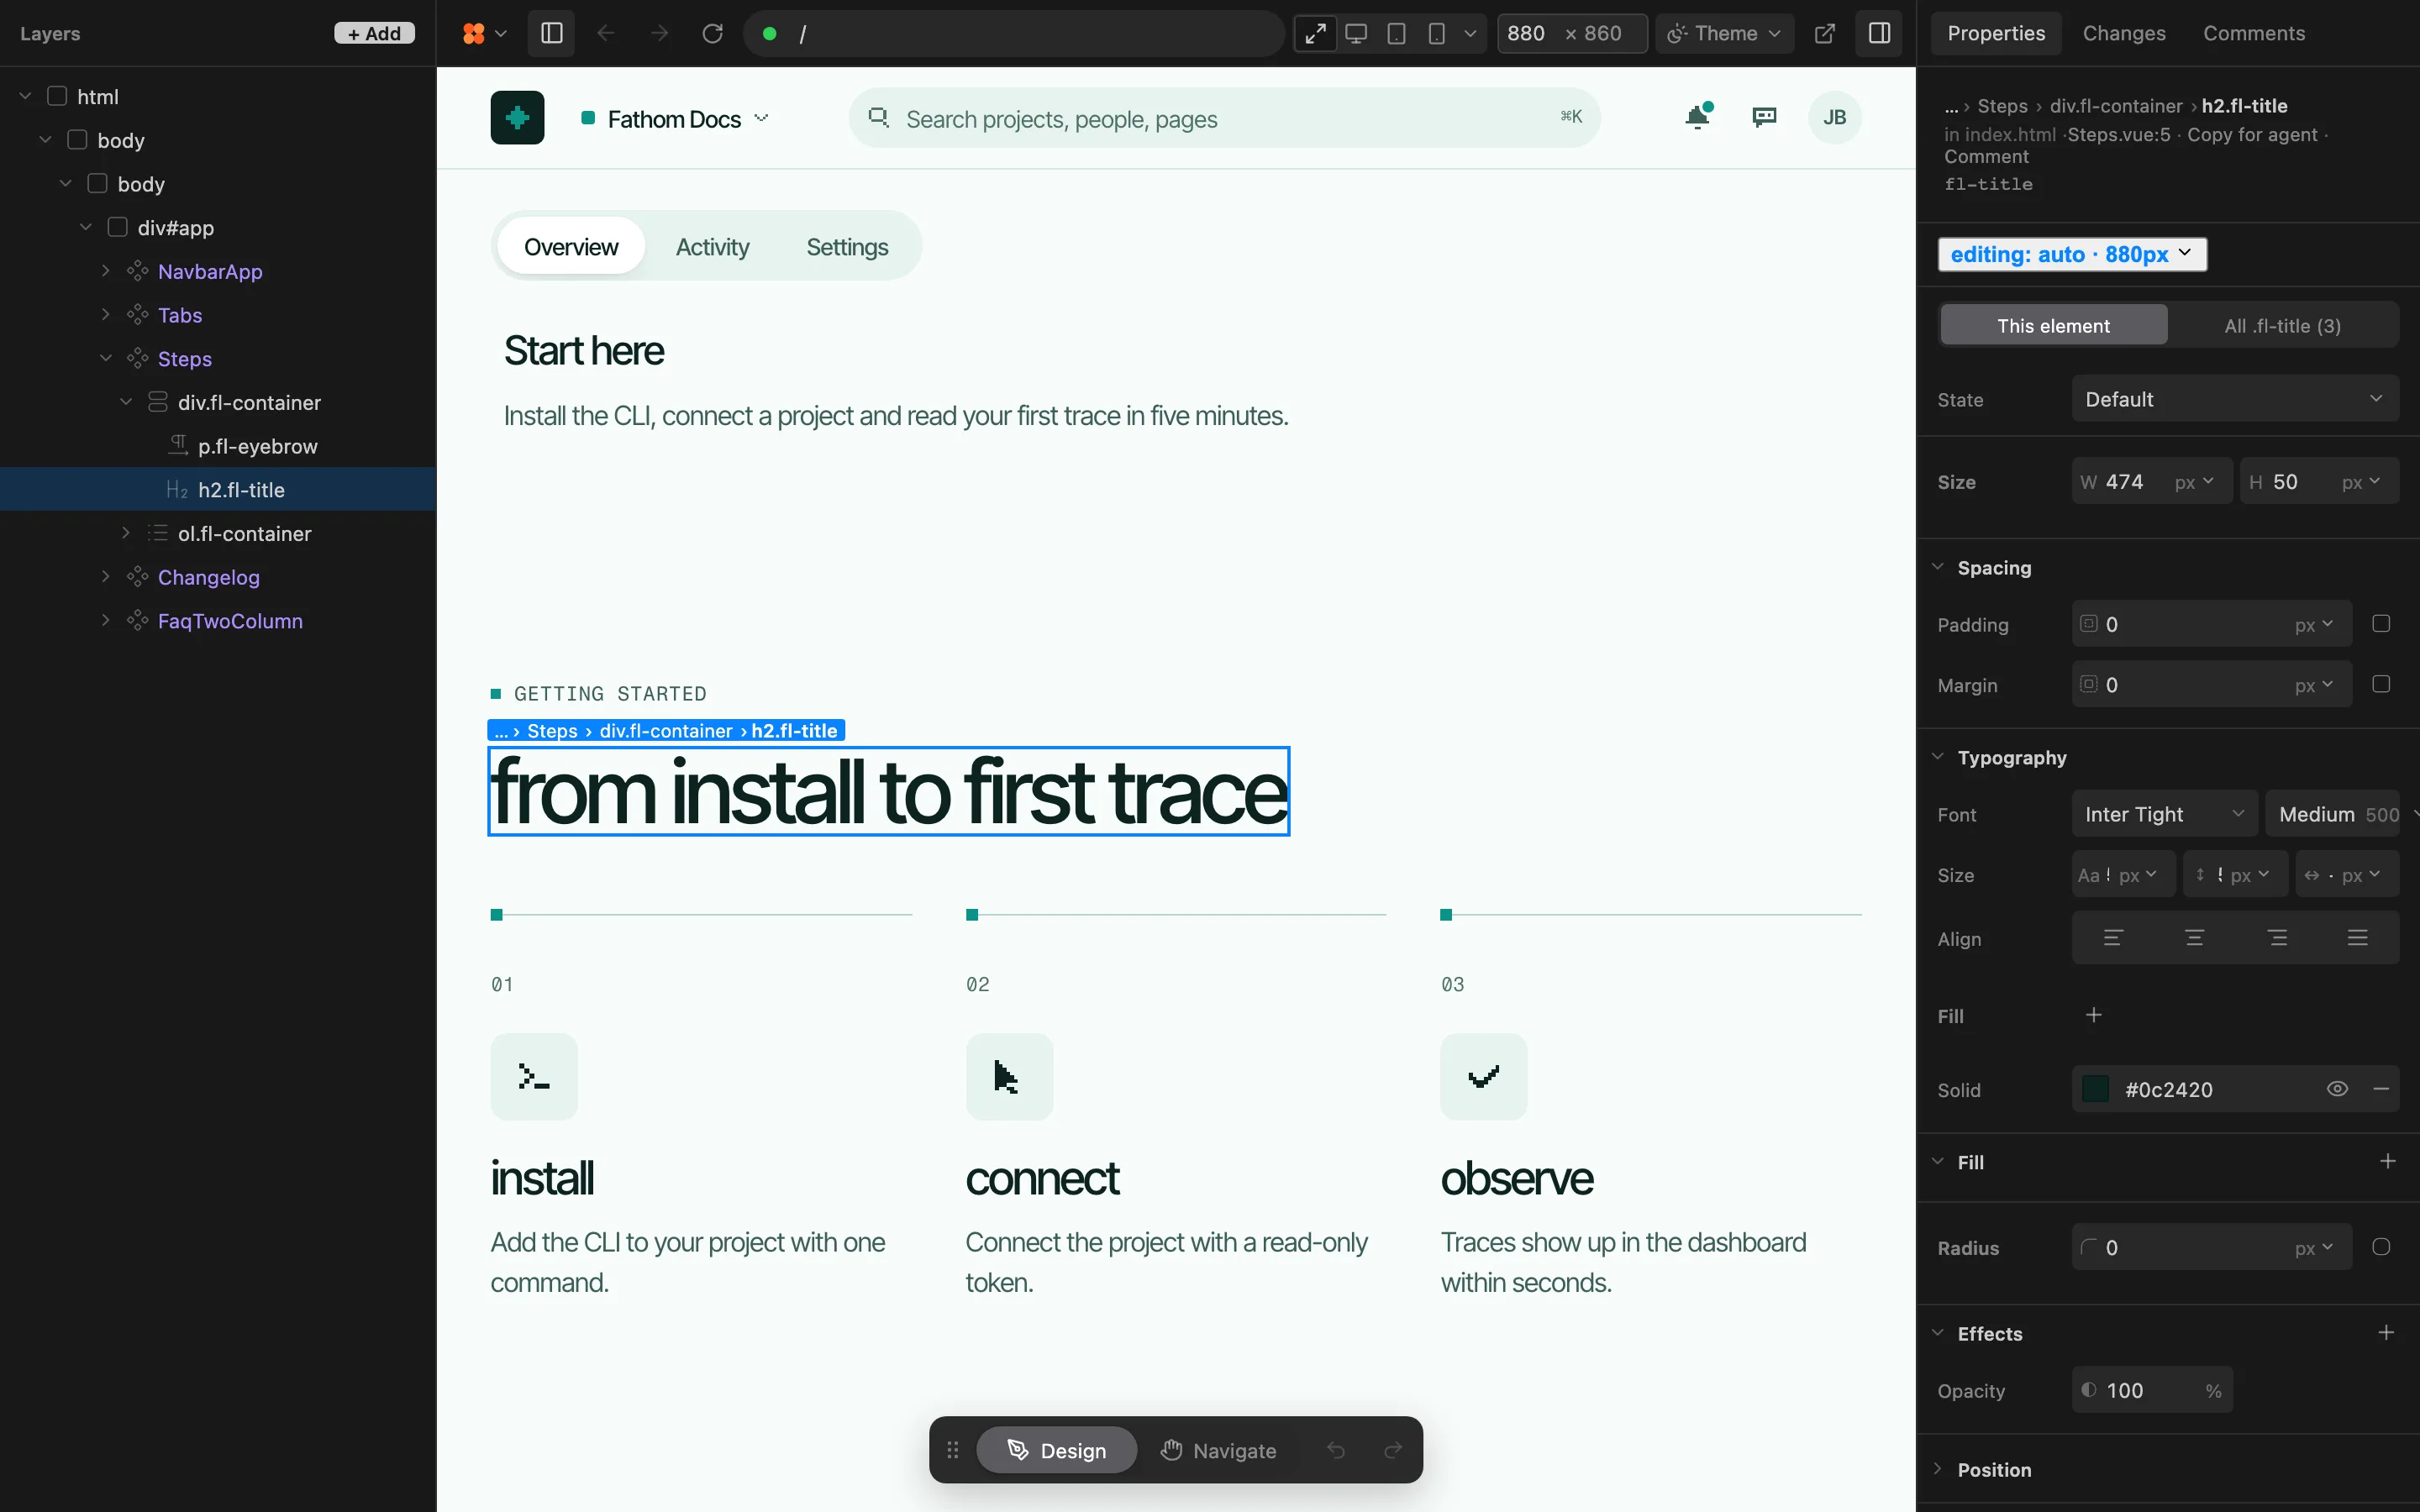 Layers
+ Add
/
880 × 860
Theme
Properties
Changes
Comments
html
body
body
div#app
NavbarApp
Tabs
Steps
div.fl-container
p.fl-eyebrow
H2 h2.fl-title
ol.fl-container
Changelog
FaqTwoColumn
Fathom Docs
Search projects, people, pages
⌘K
JB
Overview
Activity
Settings
Start here
Install the CLI, connect a project and read your first trace in five minutes.
GETTING STARTED
... › Steps › div.fl-container › h2.fl-title
from install to first trace
01
02
03
install
connect
observe
Add the CLI to your project with one
command.
Connect the project with a read-only
token.
Traces show up in the dashboard
within seconds.
Design
Navigate
... › Steps › div.fl-container › h2.fl-title
in index.html · Steps.vue:5 · Copy for agent ·
Comment
fl-title
editing: auto · 880px
This element
All .fl-title (3)
State
Default
Size
W 474 px
H 50 px
Spacing
Padding
0 px
Margin
0 px
Typography
Font
Inter Tight
Medium 500
Size
Aa px
px
px
Align
Fill
Solid
#0c2420
Fill
Radius
0 px
Effects
Opacity
100 %
Position